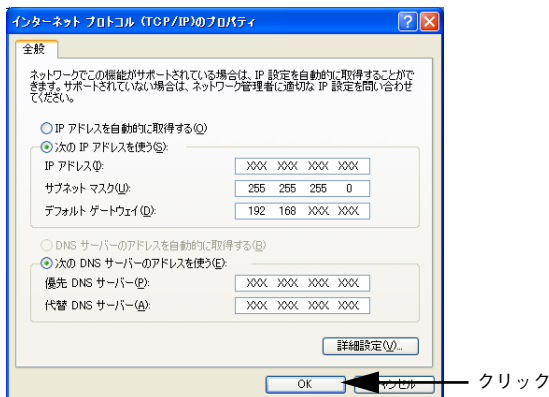 インターネット プロトコル (TCP/IP)のプロパティ
全般
ネットワークでこの機能がサポートされている場合は、IP 設定を自動的に取得することがで
きます。サポートされていない場合は、ネットワーク管理者に適切な IP 設定を問い合わせ
てください。
IP アドレスを自動的に取得する(O)
次の IP アドレスを使う(S):
IP アドレス(I): XXX XXX XXX XXX
サブネット マスク(U): 255 255 255 0
デフォルト ゲートウェイ(D): 192 168 XXX XXX
DNS サーバーのアドレスを自動的に取得する(B)
次の DNS サーバーのアドレスを使う(E):
優先 DNS サーバー(P): XXX XXX XXX XXX
代替 DNS サーバー(A): XXX XXX XXX XXX
詳細設定(V)...
OK
クリック